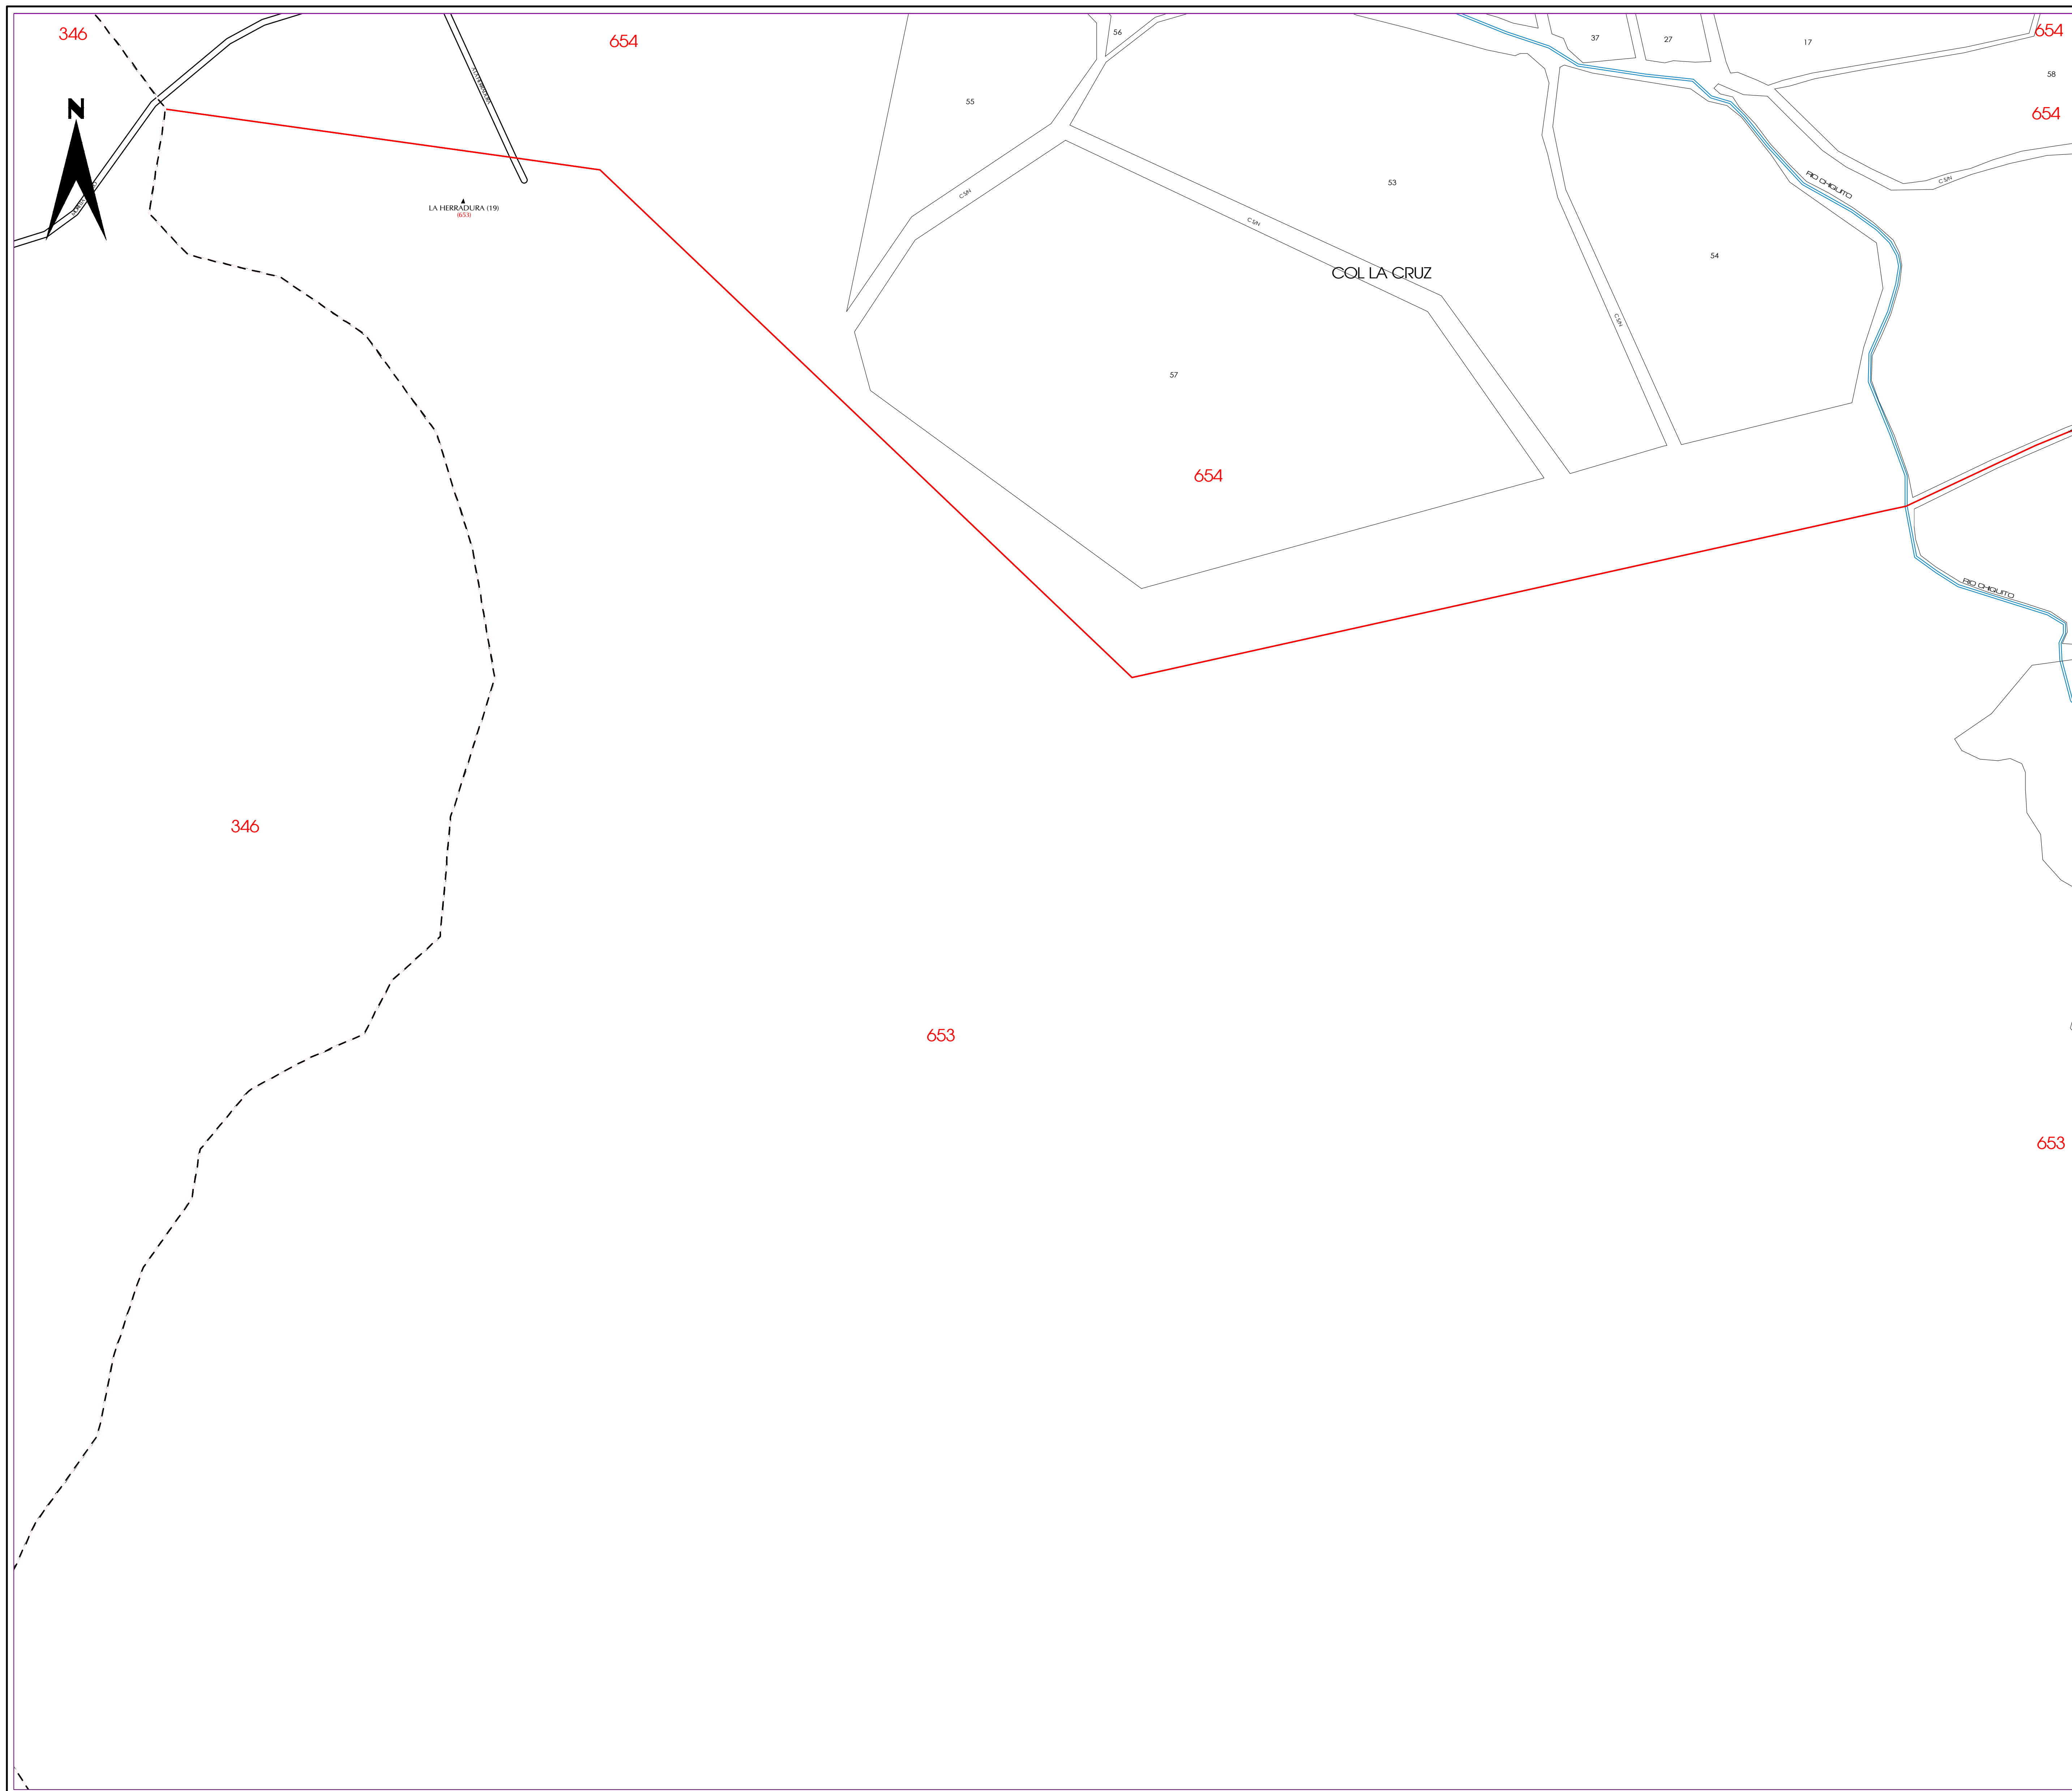 346
654
56
37
27
17
654
58
55
654
N
53
RIO CHIQUITO
C S/N
C S/N
LA HERRADURA (19)
(653)
C S/N
54
COL LA CRUZ
C S/N
57
654
RIO CHIQUITO
346
653
653